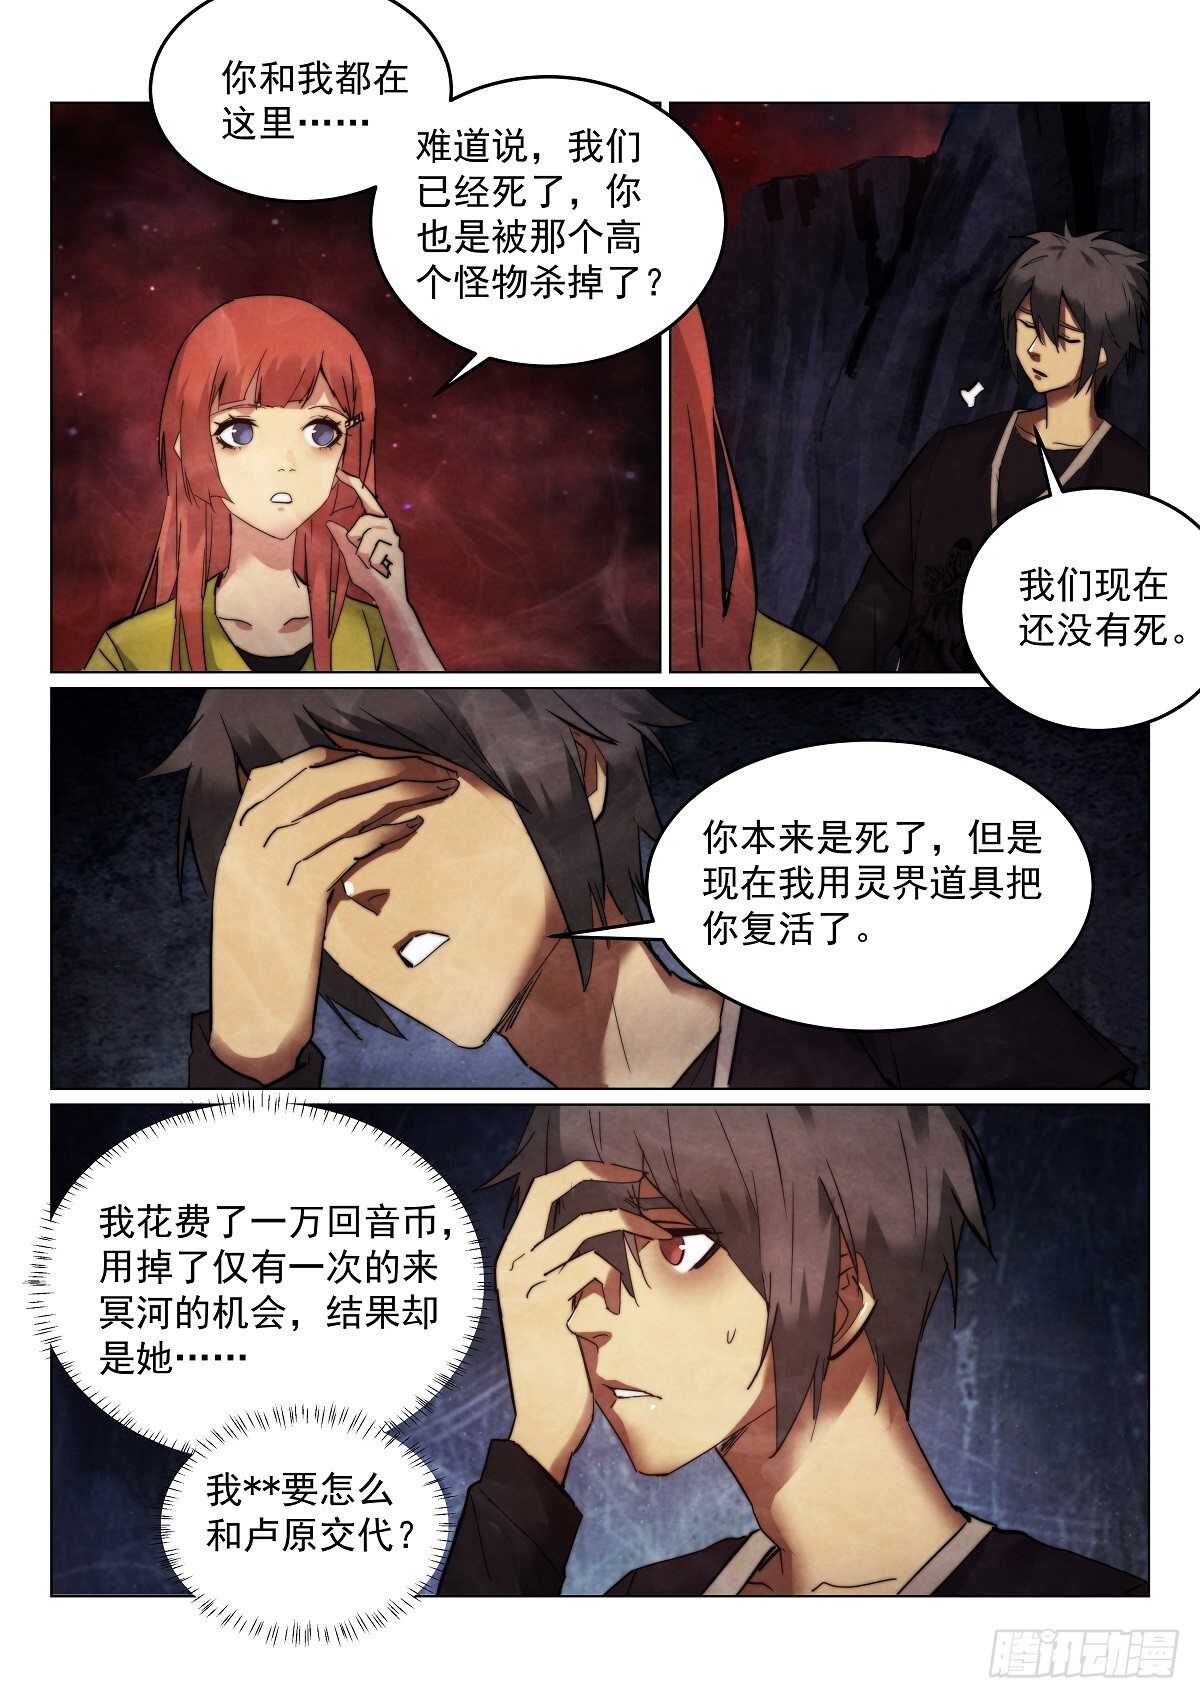 你和我都在
这里……
难道说，我们
已经死了，你
也是被那个高
个怪物杀掉了？
我们现在
还没有死。
你本来是死了，但是
现在我用灵界道具把
你复活了。
我花费了一万回音币，
用掉了仅有一次的来
冥河的机会，结果却
是她……
我**要怎么
和卢原交代？
腾讯动漫